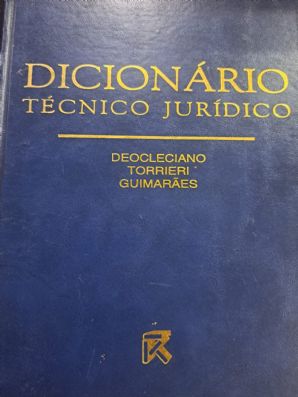 DICIONÁRIO
TÉCNICO JURÍDICO
DEOCLECIANO
TORRIERI
GUIMARÃES